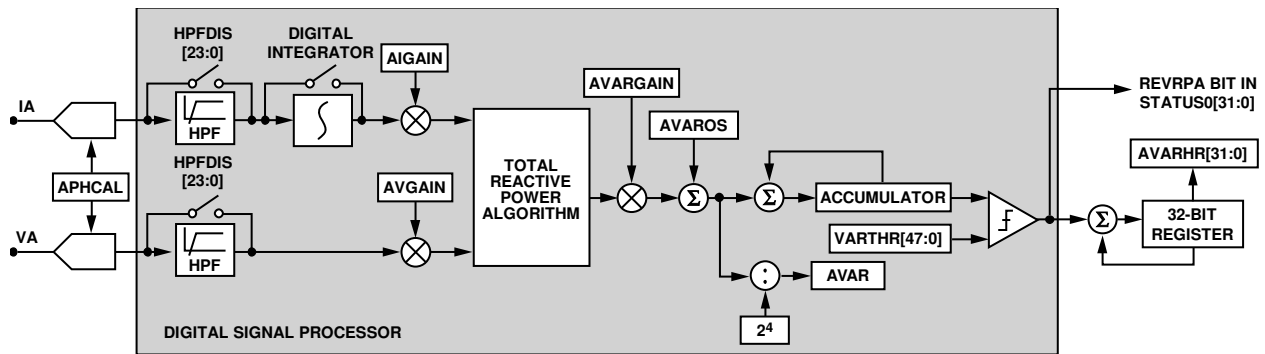 HPFDIS
[23:0]
DIGITAL
INTEGRATOR
AIGAIN
IA
HPF
APHCAL
HPFDIS
[23:0]
AVGAIN
VA
HPF
TOTAL
REACTIVE
POWER
ALGORITHM
AVARGAIN
AVAROS
Σ
Σ
ACCUMULATOR
VARTHR[47:0]
:
AVAR
2⁴
REVRPA BIT IN
STATUS0[31:0]
AVARHR[31:0]
Σ
32-BIT
REGISTER
DIGITAL SIGNAL PROCESSOR